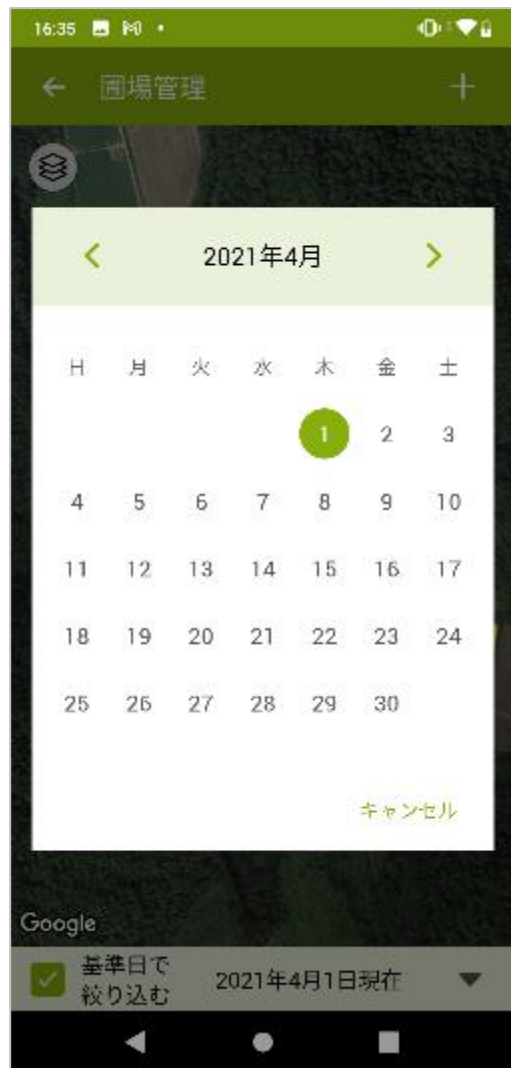 16:35
圃場管理
2021年4月
日 月 火 水 木 金 土
1 2 3
4 5 6 7 8 9 10
11 12 13 14 15 16 17
18 19 20 21 22 23 24
25 26 27 28 29 30
キャンセル
Google
基準日で
絞り込む
2021年4月1日現在